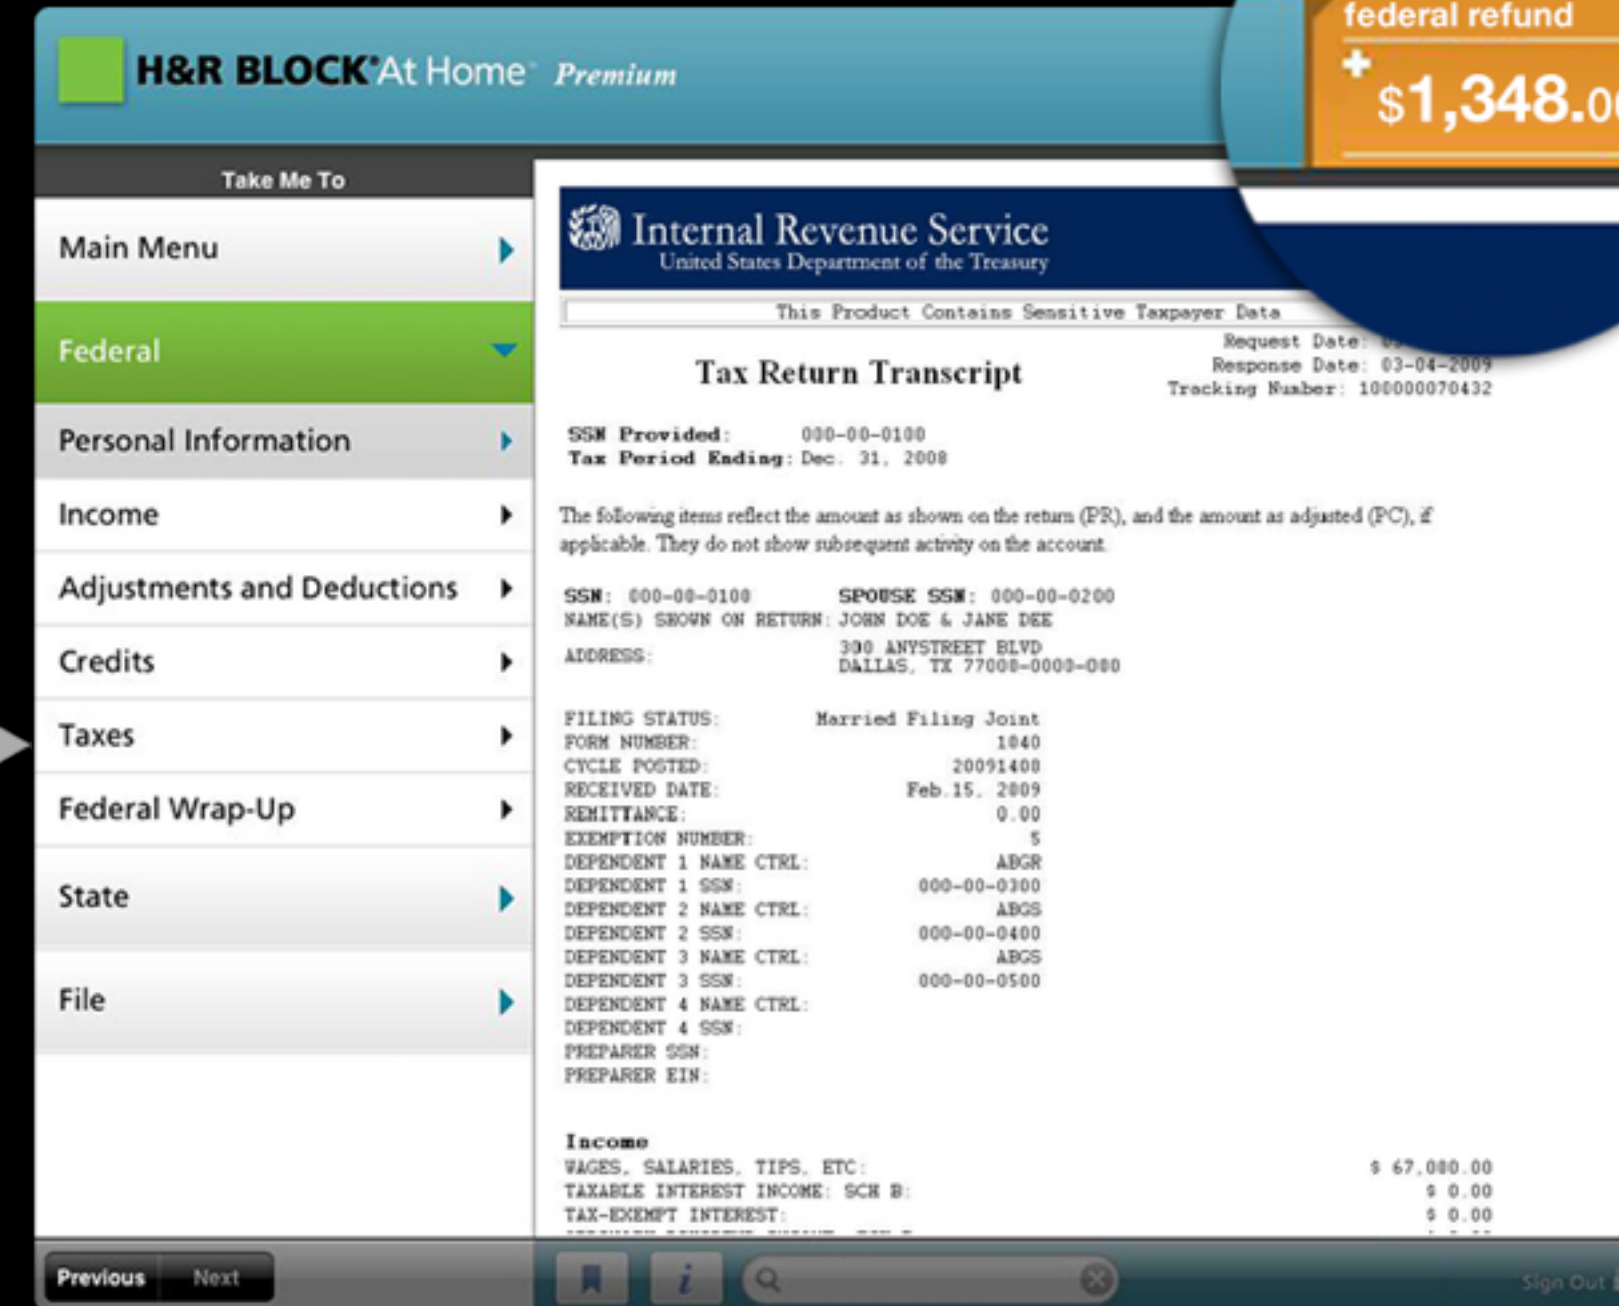 H&R BLOCK® At Home Premium
federal refund
+
$1,348.00
Take Me To
Main Menu
Federal
Personal Information
Income
Adjustments and Deductions
Credits
Taxes
Federal Wrap-Up
State
File
Internal Revenue Service
United States Department of the Treasury
This Product Contains Sensitive Taxpayer Data
Request Date:
Response Date: 03-04-2009
Tracking Number: 100000070432
Tax Return Transcript
SSN Provided: 000-00-0100
Tax Period Ending: Dec. 31, 2008
The following items reflect the amount as shown on the return (PR), and the amount as adjusted (PC), if
applicable. They do not show subsequent activity on the account.
SSN: 000-00-0100 SPOUSE SSN: 000-00-0200
NAME(S) SHOWN ON RETURN: JOHN DOE & JANE DEE
ADDRESS: 300 ANYSTREET BLVD
DALLAS, TX 77000-0000-000
FILING STATUS: Married Filing Joint
FORM NUMBER: 1040
CYCLE POSTED: 20091400
RECEIVED DATE: Feb.15, 2009
REMITTANCE: 0.00
EXEMPTION NUMBER: 5
DEPENDENT 1 NAME CTRL: ABGR
DEPENDENT 1 SSN: 000-00-0300
DEPENDENT 2 NAME CTRL: ABGS
DEPENDENT 2 SSN: 000-00-0400
DEPENDENT 3 NAME CTRL: ABGS
DEPENDENT 3 SSN: 000-00-0500
DEPENDENT 4 NAME CTRL:
DEPENDENT 4 SSN:
PREPARER SSN:
PREPARER EIN:
Income
WAGES, SALARIES, TIPS, ETC: $ 67,000.00
TAXABLE INTEREST INCOME: SCH B: $ 0.00
TAX-EXEMPT INTEREST: $ 0.00
Previous Next
i
Sign Out